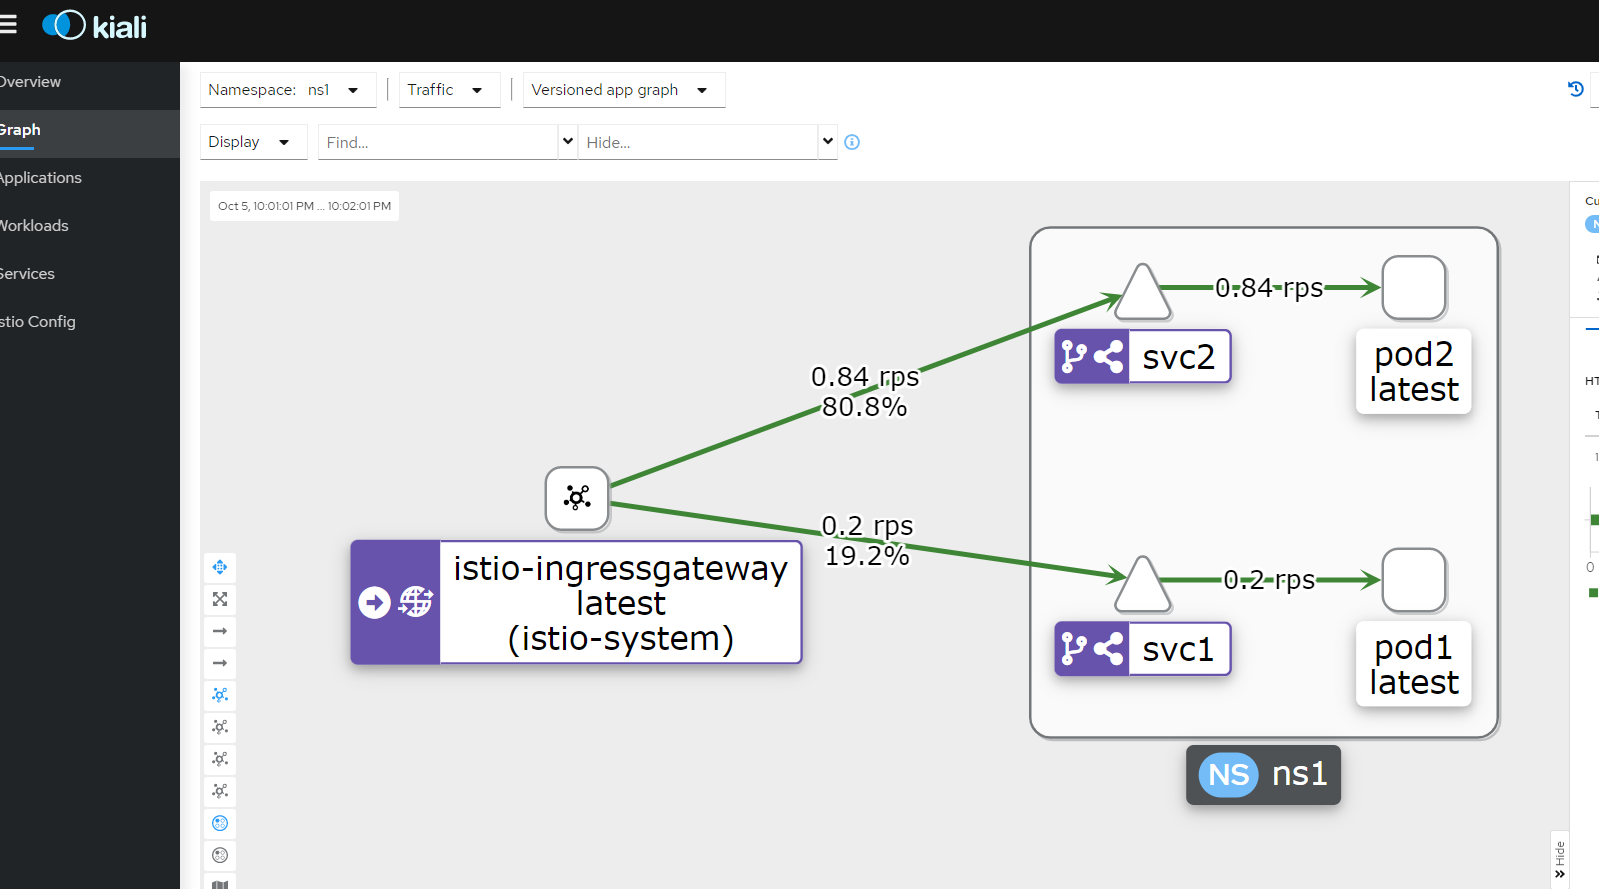 kiali
Overview
Graph
Applications
Workloads
Services
Istio Config
Namespace: ns1
Traffic
Versioned app graph
Display
Find...
Hide...
Oct 5, 10:01:01 PM ... 10:02:01 PM
0.84 rps
80.8%
0.2 rps
19.2%
istio-ingressgateway
latest
(istio-system)
0.84 rps
svc2
pod2
latest
0.2 rps
svc1
pod1
latest
NS ns1
Cu
N
HT
0
Hide